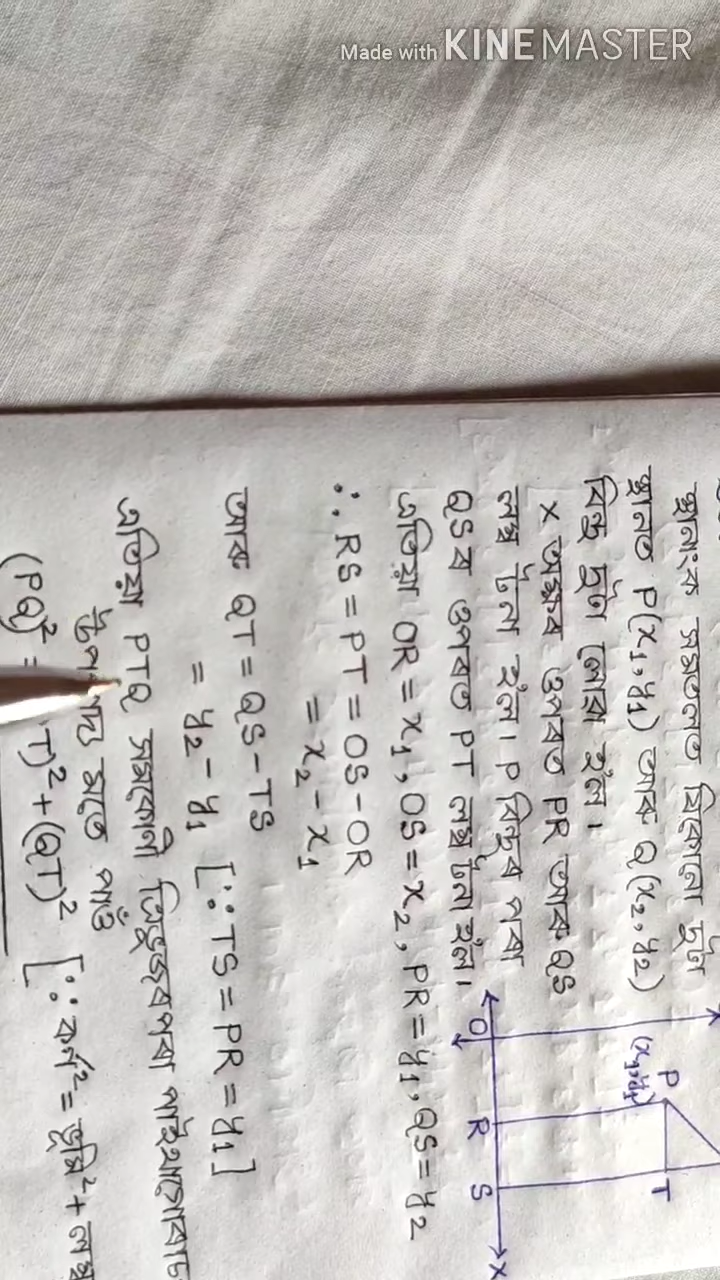 Made with KINEMASTER
স্থানাংক সমতলত যিকোনো দুটা
স্থানত P(x₁, y₁) আৰু Q(x₂, y₂)
বিন্দু দুটা লোৱা হ'ল।
X অক্ষৰ ওপৰত PR আৰু QS
লম্ব টনা হ'ল। P বিন্দুৰ পৰা
QS ৰ ওপৰত PT লম্ব টনা হ'ল।
এতিয়া OR = x₁, OS = x₂, PR = y₁, QS = y₂
∴ RS = PT = OS - OR
= x₂ - x₁
আৰু QT = QS - TS
= y₂ - y₁ [∵ TS = PR = y₁]
এতিয়া PTQ সমকোণী ত্ৰিভুজৰ পৰা
মতে পাওঁ
(PQ)² = T)² + (QT)² [∵ কৰ্ণ² = ভূমি² + লম্ব
P
(x₁, y₁)
T
O
R
S
X